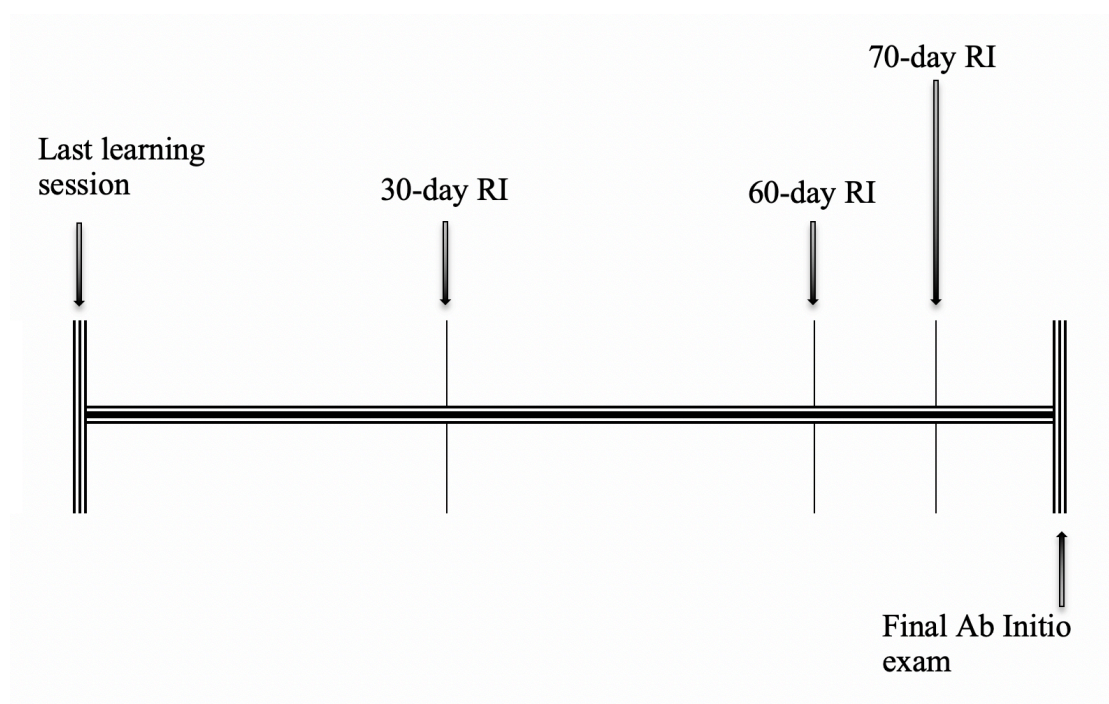 70-day RI
Last learning
session
30-day RI
60-day RI
Final Ab Initio
exam